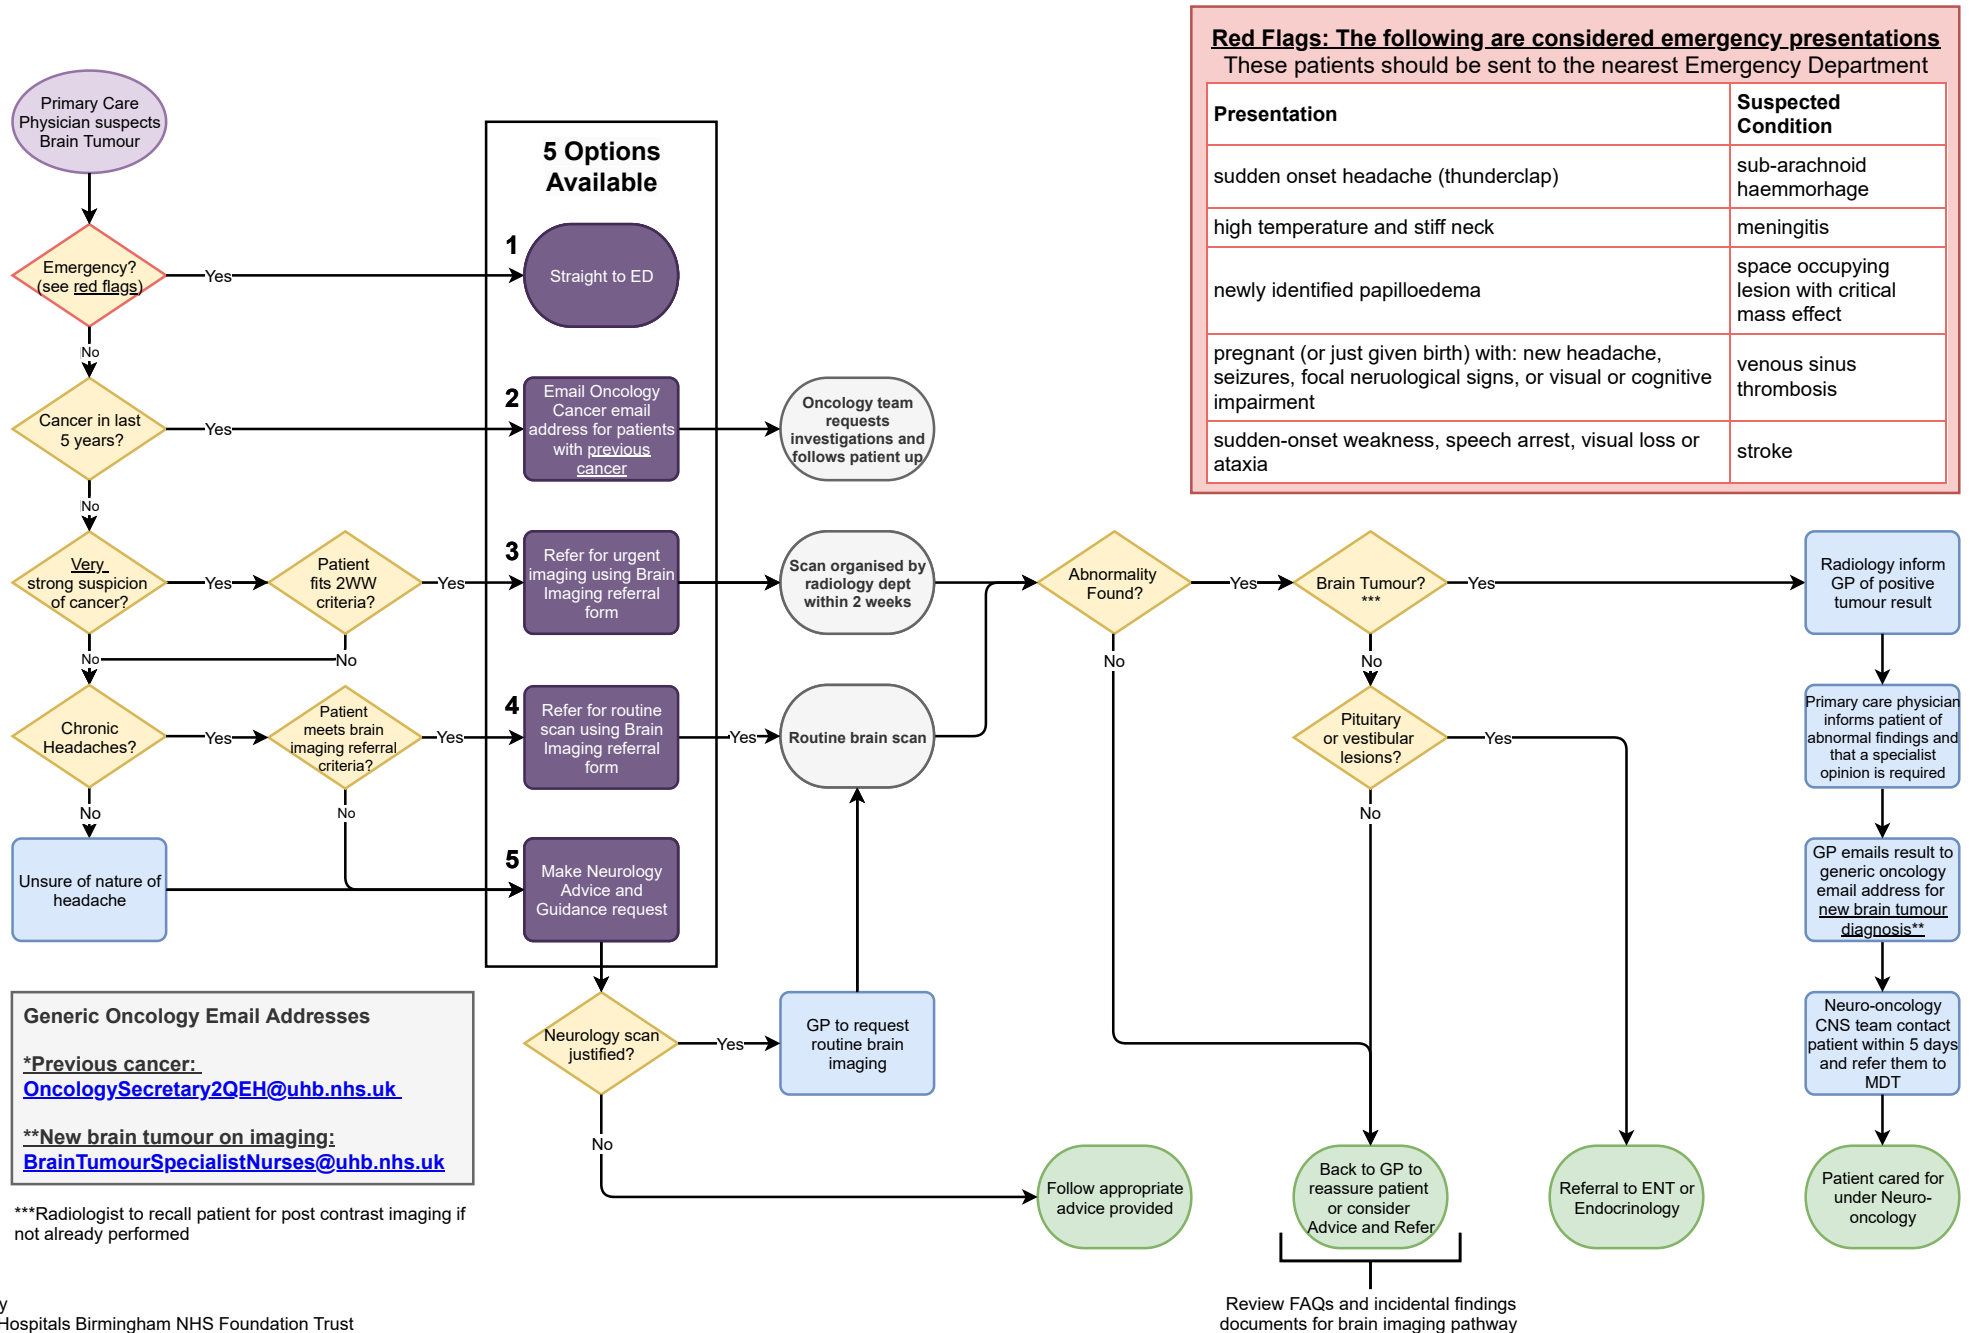 Red Flags: The following are considered emergency presentations
These patients should be sent to the nearest Emergency Department
Presentation
Suspected
Condition
sudden onset headache (thunderclap)
sub-arachnoid
haemmorhage
high temperature and stiff neck
meningitis
newly identified papilloedema
space occupying
lesion with critical
mass effect
pregnant (or just given birth) with: new headache,
seizures, focal neruological signs, or visual or cognitive
impairment
venous sinus
thrombosis
sudden-onset weakness, speech arrest, visual loss or
ataxia
stroke
Primary Care
Physician suspects
Brain Tumour
5 Options
Available
Emergency?
(see red flags)
Yes
1
Straight to ED
No
Cancer in last
5 years?
Yes
2
Email Oncology
Cancer email
address for patients
with previous
cancer
Oncology team
requests
investigations and
follows patient up
No
Very
strong suspicion
of cancer?
Yes
Patient
fits 2WW
criteria?
Yes
3
Refer for urgent
imaging using Brain
Imaging referral
form
Scan organised by
radiology dept
within 2 weeks
Abnormality
Found?
Yes
Brain Tumour?
***
Yes
Radiology inform
GP of positive
tumour result
No
No
No
No
Chronic
Headaches?
Yes
Patient
meets brain
imaging referral
criteria?
Yes
4
Refer for routine
scan using Brain
Imaging referral
form
Yes
Routine brain scan
Pituitary
or vestibular
lesions?
Yes
Primary care physician
informs patient of
abnormal findings and
that a specialist
opinion is required
No
No
No
Unsure of nature of
headache
5
Make Neurology
Advice and
Guidance request
GP emails result to
generic oncology
email address for
new brain tumour
diagnosis**
Neurology scan
justified?
Yes
GP to request
routine brain
imaging
Neuro-oncology
CNS team contact
patient within 5 days
and refer them to
MDT
No
Generic Oncology Email Addresses
*Previous cancer:
OncologySecretary2QEH@uhb.nhs.uk
**New brain tumour on imaging:
BrainTumourSpecialistNurses@uhb.nhs.uk
***Radiologist to recall patient for post contrast imaging if
not already performed
Follow appropriate
advice provided
Back to GP to
reassure patient
or consider
Advice and Refer
Referral to ENT or
Endocrinology
Patient cared for
under Neuro-
oncology
Review FAQs and incidental findings
documents for brain imaging pathway
y
Hospitals Birmingham NHS Foundation Trust